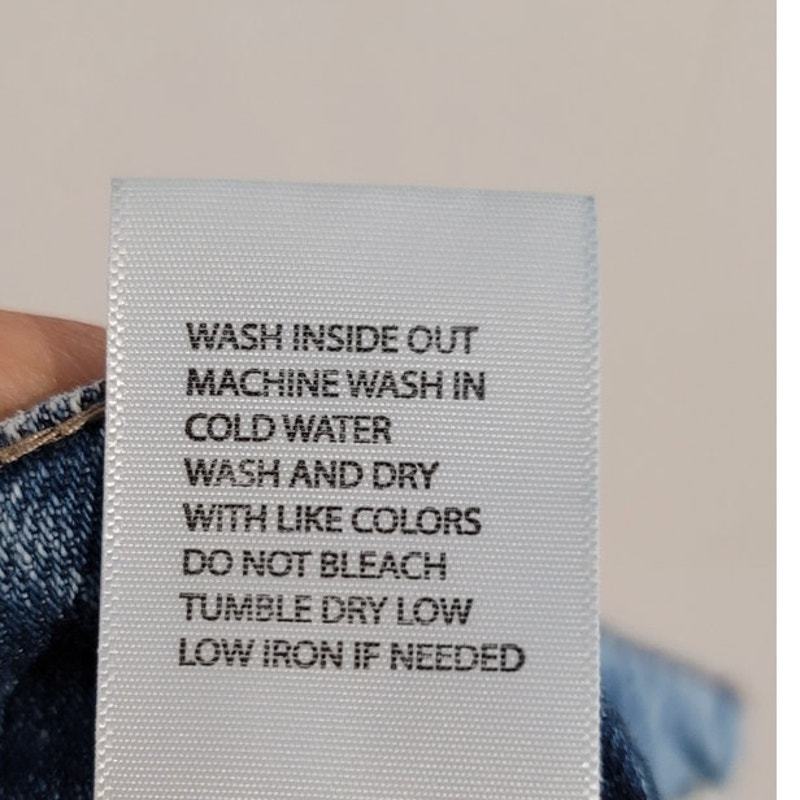 WASH INSIDE OUT
MACHINE WASH IN
COLD WATER
WASH AND DRY
WITH LIKE COLORS
DO NOT BLEACH
TUMBLE DRY LOW
LOW IRON IF NEEDED